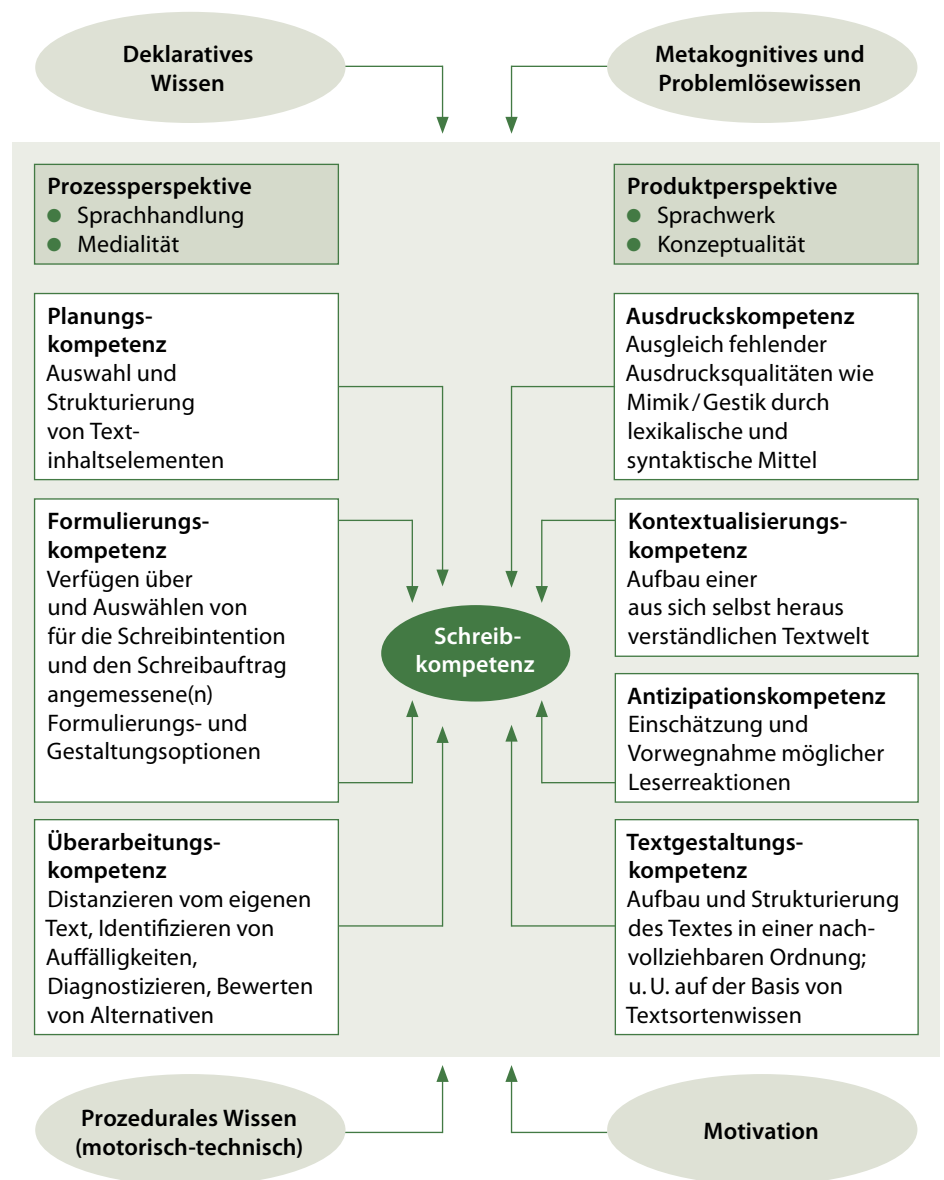 Deklaratives
Wissen
Metakognitives und
Problemlösewissen
Prozessperspektive
● Sprachhandlung
● Medialität
Produktperspektive
● Sprachwerk
● Konzeptualität
Planungs-
kompetenz
Auswahl und
Strukturierung
von Text-
inhaltselementen
Ausdruckskompetenz
Ausgleich fehlender
Ausdrucksqualitäten wie
Mimik / Gestik durch
lexikalische und
syntaktische Mittel
Formulierungs-
kompetenz
Verfügen über
und Auswählen von
für die Schreibintention
und den Schreibauftrag
angemessene(n)
Formulierungs- und
Gestaltungsoptionen
Schreib-
kompetenz
Kontextualisierungs-
kompetenz
Aufbau einer
aus sich selbst heraus
verständlichen Textwelt
Antizipationskompetenz
Einschätzung und
Vorwegnahme möglicher
Leserreaktionen
Überarbeitungs-
kompetenz
Distanzieren vom eigenen
Text, Identifizieren von
Auffälligkeiten,
Diagnostizieren, Bewerten
von Alternativen
Textgestaltungs-
kompetenz
Aufbau und Strukturierung
des Textes in einer nach-
vollziehbaren Ordnung;
u. U. auf der Basis von
Textsortenwissen
Prozedurales Wissen
(motorisch-technisch)
Motivation